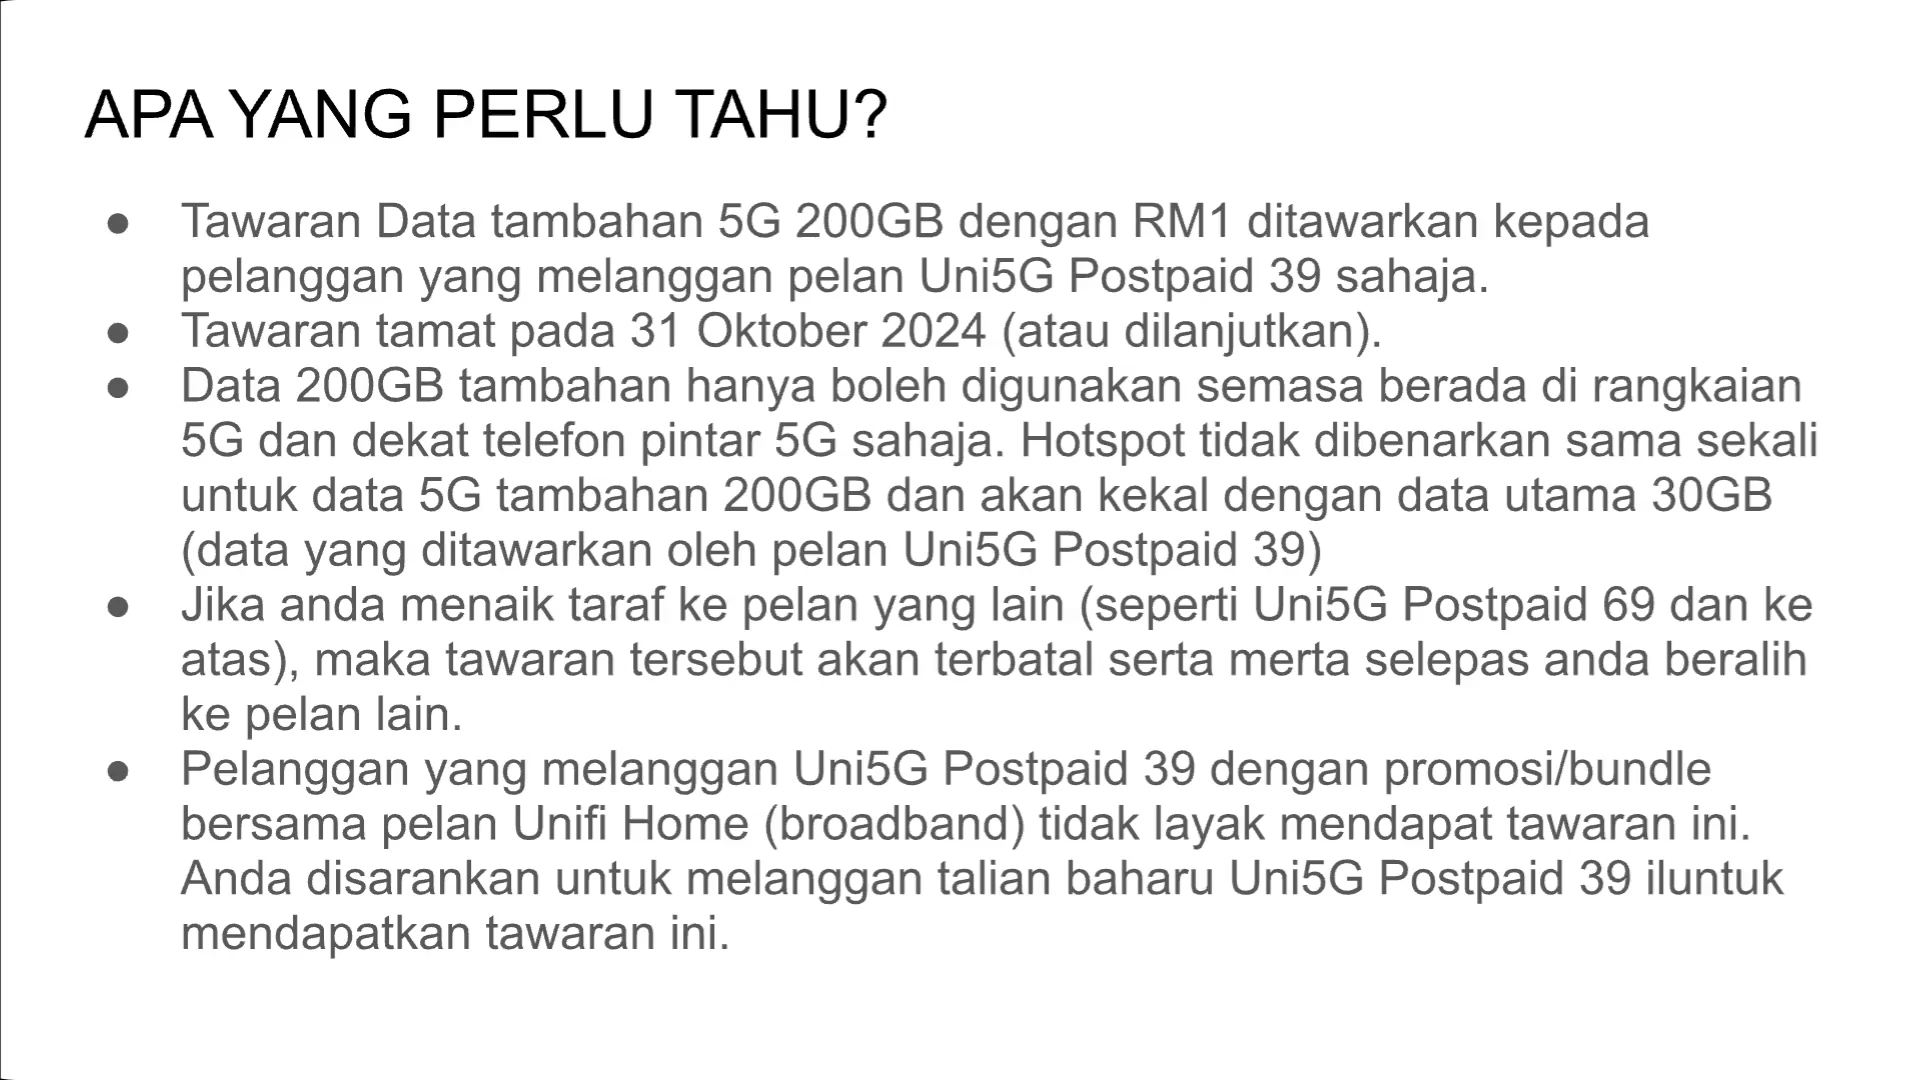 APA YANG PERLU TAHU?
● Tawaran Data tambahan 5G 200GB dengan RM1 ditawarkan kepada
pelanggan yang melanggan pelan Uni5G Postpaid 39 sahaja.
● Tawaran tamat pada 31 Oktober 2024 (atau dilanjutkan).
● Data 200GB tambahan hanya boleh digunakan semasa berada di rangkaian
5G dan dekat telefon pintar 5G sahaja. Hotspot tidak dibenarkan sama sekali
untuk data 5G tambahan 200GB dan akan kekal dengan data utama 30GB
(data yang ditawarkan oleh pelan Uni5G Postpaid 39)
● Jika anda menaik taraf ke pelan yang lain (seperti Uni5G Postpaid 69 dan ke
atas), maka tawaran tersebut akan terbatal serta merta selepas anda beralih
ke pelan lain.
● Pelanggan yang melanggan Uni5G Postpaid 39 dengan promosi/bundle
bersama pelan Unifi Home (broadband) tidak layak mendapat tawaran ini.
Anda disarankan untuk melanggan talian baharu Uni5G Postpaid 39 iluntuk
mendapatkan tawaran ini.